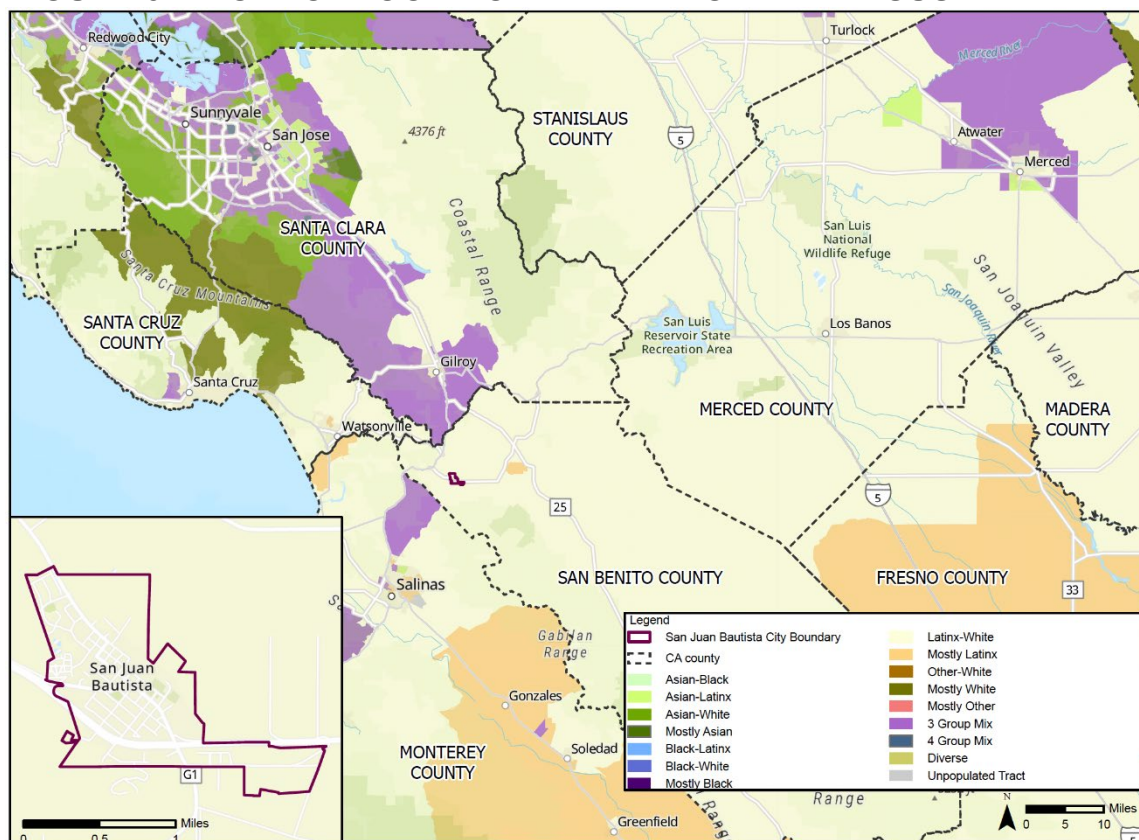 Redwood City
Turlock
Merced River
Sunnyvale
San Jose
4376 ft
STANISLAUS
COUNTY
5
Atwater
Merced
Coastal Range
SANTA CLARA
COUNTY
San Luis
National
Wildlife Refuge
San Joaquin River
San Joaquin Valley
Santa Cruz Mountains
SANTA CRUZ
COUNTY
San Luis
Reservoir State
Recreation Area
Los Banos
Gilroy
Santa Cruz
MERCED COUNTY
MADERA
COUNTY
Watsonville
25
5
SAN BENITO COUNTY
FRESNO COUNTY
33
Salinas
Gabilan
Range
Gonzales
Soledad
MONTEREY
COUNTY
Greenfield
Range
Range
5
San Juan
Bautista
G1
0 0.5 1 Miles
Legend
San Juan Bautista City Boundary
CA county
Asian-Black
Asian-Latinx
Asian-White
Mostly Asian
Black-Latinx
Black-White
Mostly Black
Latinx-White
Mostly Latinx
Other-White
Mostly White
Mostly Other
3 Group Mix
4 Group Mix
Diverse
Unpopulated Tract
N
0 5 10 Miles